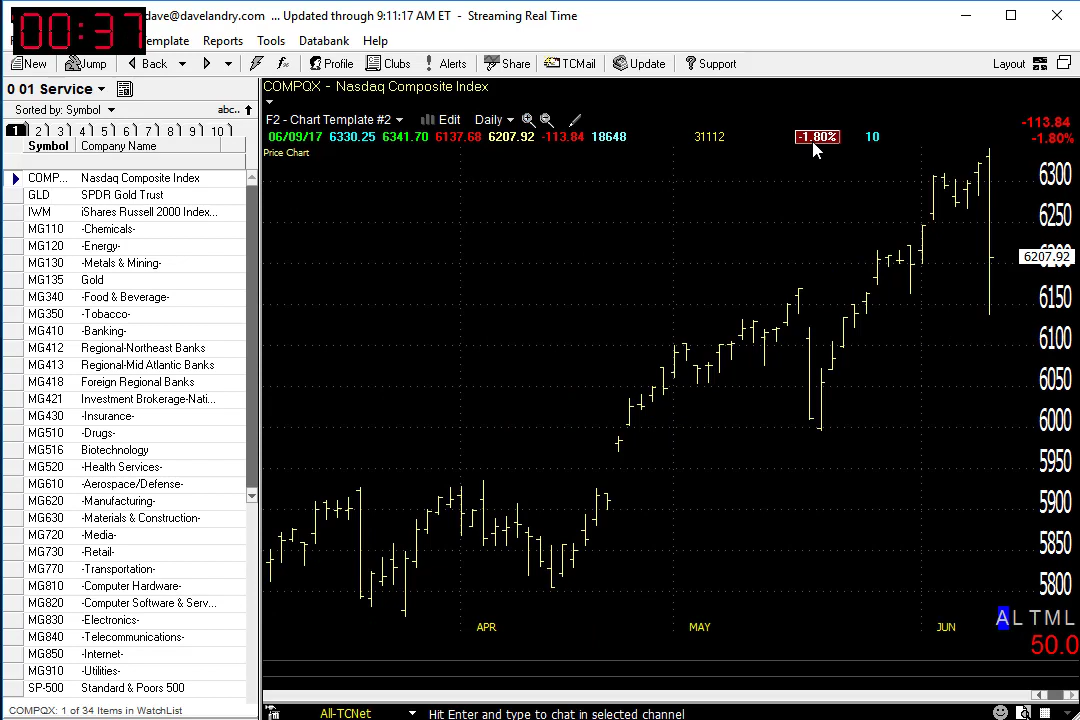 dave@davelandry.com ... Updated through 9:11:17 AM ET - Streaming Real Time
00:37
emplate Reports Tools Databank Help
New Jump Back Profile Clubs Alerts Share TCMail Update Support Layout
0 01 Service
Sorted by: Symbol abc..
1 2 3 4 5 6 7 8 9 10
Symbol Company Name
COMP... Nasdaq Composite Index
GLD SPDR Gold Trust
IWM iShares Russell 2000 Index...
MG110 -Chemicals-
MG120 -Energy-
MG130 -Metals & Mining-
MG135 Gold
MG340 -Food & Beverage-
MG350 -Tobacco-
MG410 -Banking-
MG412 Regional-Northeast Banks
MG413 Regional-Mid Atlantic Banks
MG418 Foreign Regional Banks
MG421 Investment Brokerage-Nati...
MG430 -Insurance-
MG510 -Drugs-
MG516 Biotechnology
MG520 -Health Services-
MG610 -Aerospace/Defense-
MG620 -Manufacturing-
MG630 -Materials & Construction-
MG720 -Media-
MG730 -Retail-
MG770 -Transportation-
MG810 -Computer Hardware-
MG820 -Computer Software & Serv...
MG830 -Electronics-
MG840 -Telecommunications-
MG850 -Internet-
MG910 -Utilities-
SP-500 Standard & Poors 500
COMPQX: 1 of 34 Items in WatchList
COMPQX - Nasdaq Composite Index
F2 - Chart Template #2 Edit Daily
06/09/17 6330.25 6341.70 6137.68 6207.92 -113.84 18648 31112 -1.80% 10
-113.84
-1.80%
Price Chart
6300
6250
6207.92
6150
6100
6050
6000
5950
5900
5850
5800
APR MAY JUN
A L T M L
50.0
All-TCNet Hit Enter and type to chat in selected channel